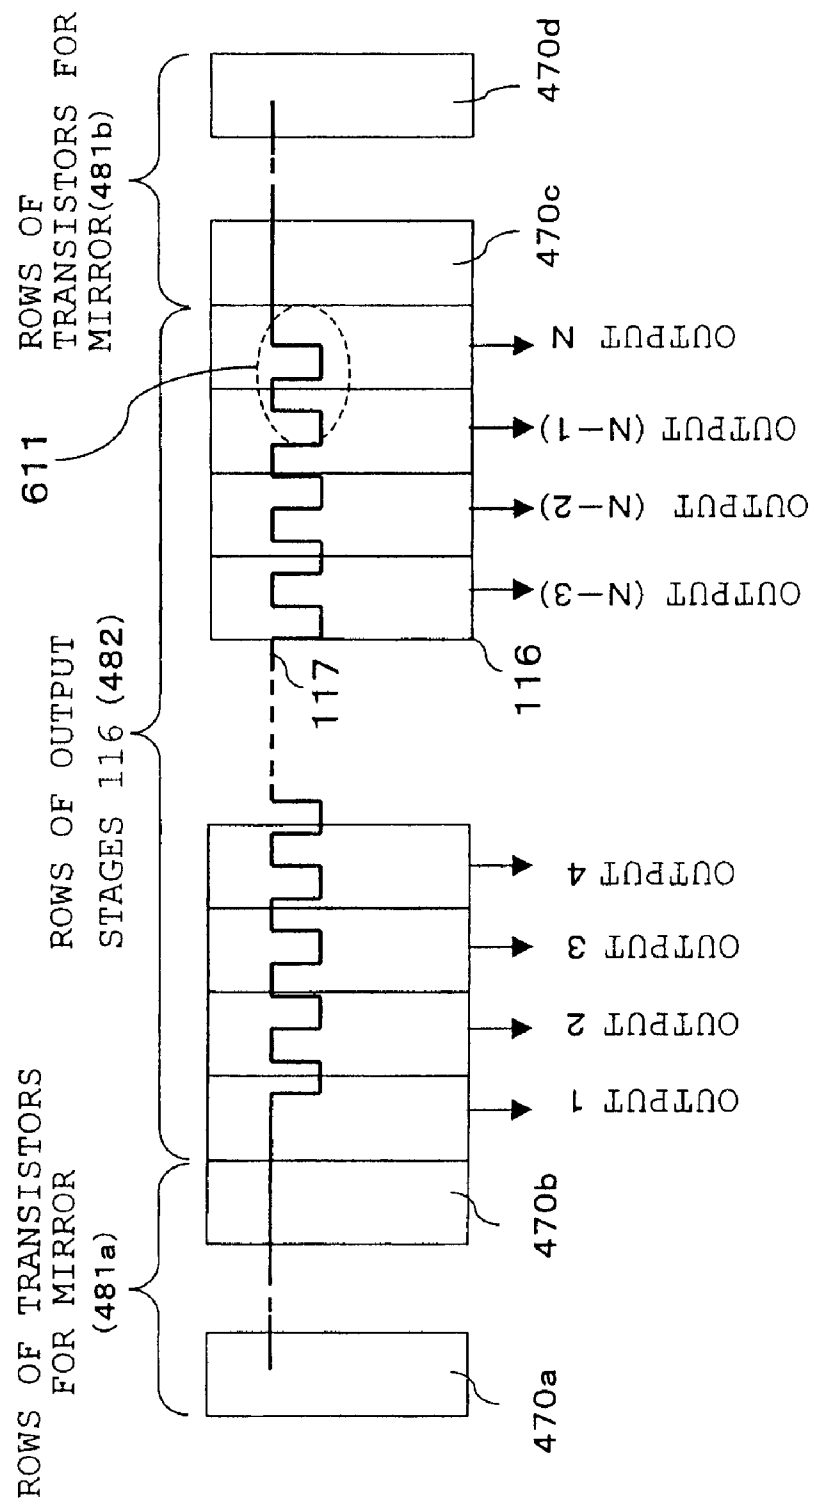 ROWS OF TRANSISTORS
FOR MIRROR
(481a)
ROWS OF OUTPUT
STAGES 116 (482)
ROWS OF
TRANSISTORS FOR
MIRROR(481b)
611
470a
470b
117
116
470c
470d
OUTPUT 1
OUTPUT 2
OUTPUT 3
OUTPUT 4
OUTPUT (N-3)
OUTPUT (N-2)
OUTPUT (N-1)
OUTPUT N